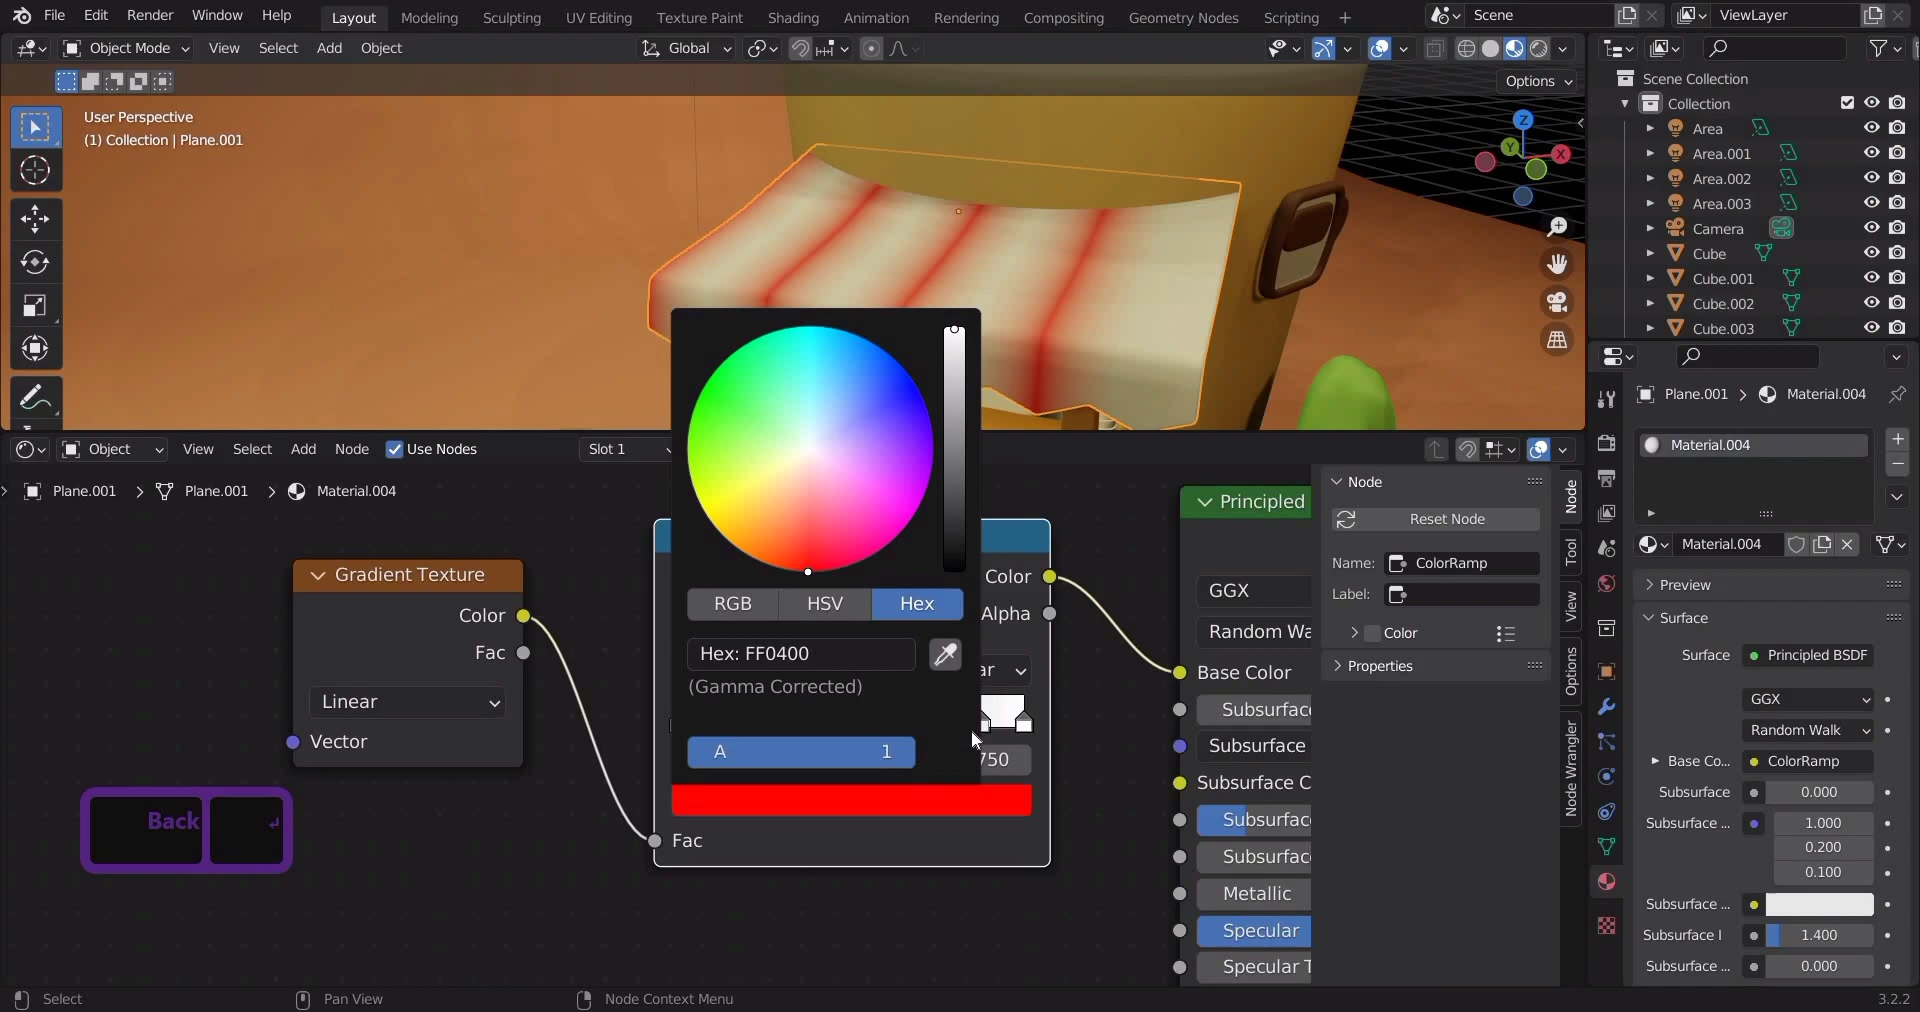 File Edit Render Window Help Layout Modeling Sculpting UV Editing Texture Paint Shading Animation Rendering Compositing Geometry Nodes Scripting + Scene ViewLayer
Object Mode View Select Add Object Global
Options
User Perspective
(1) Collection | Plane.001
Z
Y
X
Scene Collection
Collection
Area
Area.001
Area.002
Area.003
Camera
Cube
Cube.001
Cube.002
Cube.003
Plane.001 Material.004
Material.004
Material.004
Preview
Surface
Surface Principled BSDF
GGX
Random Walk
Base Co... ColorRamp
Subsurface 0.000
Subsurface ... 1.000
0.200
0.100
Subsurface ...
Subsurface I 1.400
Subsurface ... 0.000
Object View Select Add Node Use Nodes Slot 1
Plane.001 Plane.001 Material.004
Gradient Texture
Color
Fac
Linear
Vector
Back
RGB HSV Hex
Hex: FF0400
(Gamma Corrected)
A 1
Color
Alpha
ar
750
Fac
Principled
GGX
Random Wa
Base Color
Subsurface
Subsurface
Subsurface C
Subsurface
Subsurface
Metallic
Specular
Specular T
Node
Reset Node
Name: ColorRamp
Label:
Color
Properties
Node
Tool
View
Options
Node Wrangler
Select Pan View Node Context Menu 3.2.2